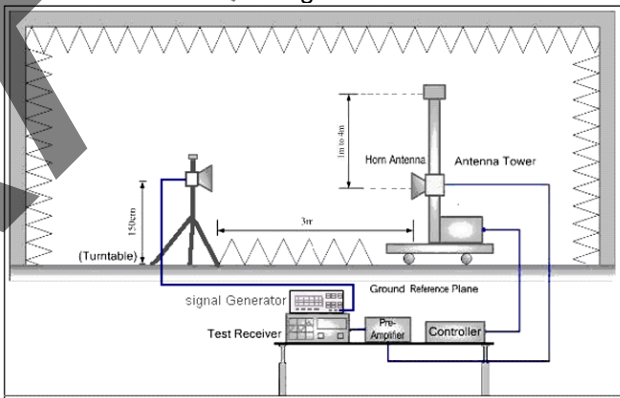 1m to 4m
Horn Antenna
Antenna Tower
150cm
3m
(Turntable)
Ground Reference Plane
signal Generator
Test Receiver
Pre-
Amplifier
Controller